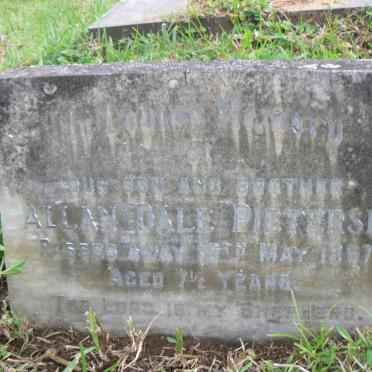 In Loving Memory
of
OUR SON AND BROTHER
ALLAN DALE PIETERSE
PASSED AWAY MAY
AGED 7½ YEARS.
THE LORD IS MY SHEPHERD.